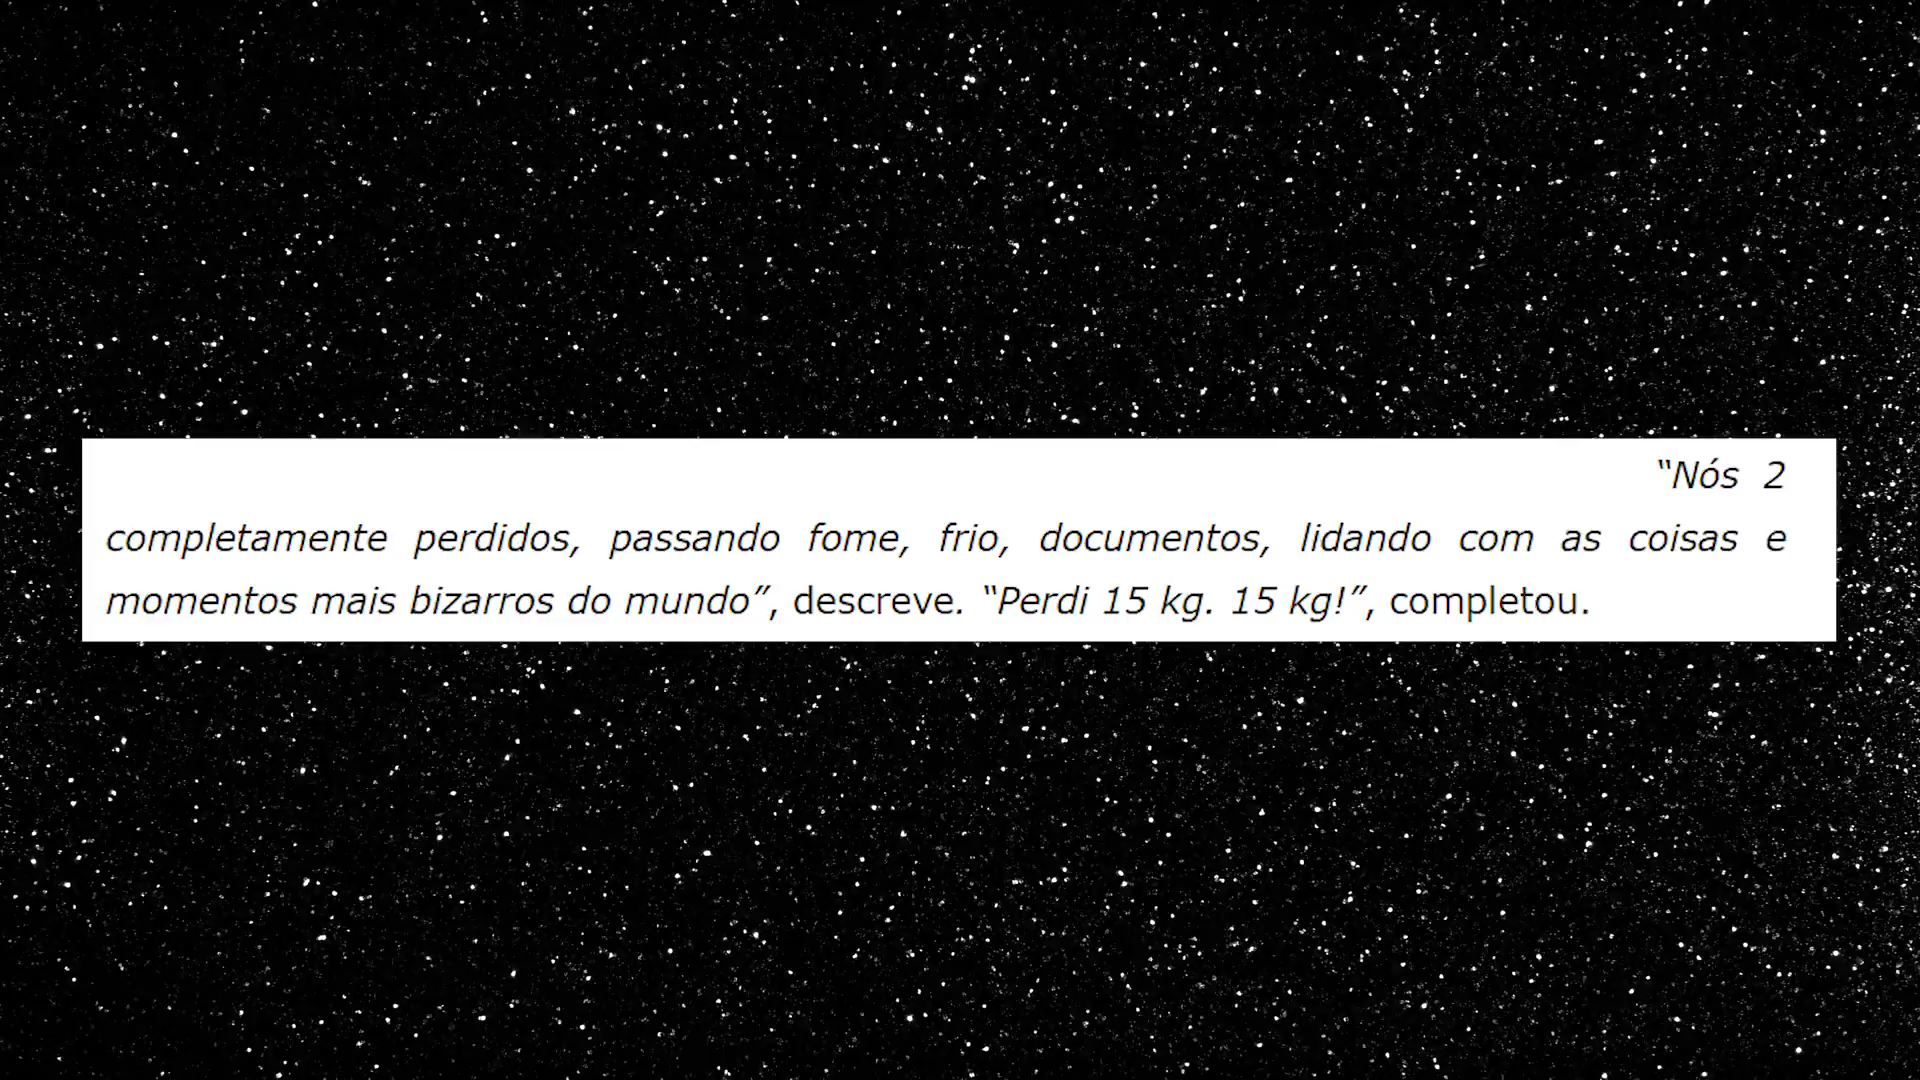 “Nós 2
completamente perdidos, passando fome, frio, documentos, lidando com as coisas e
momentos mais bizarros do mundo”, descreve. “Perdi 15 kg. 15 kg!”, completou.